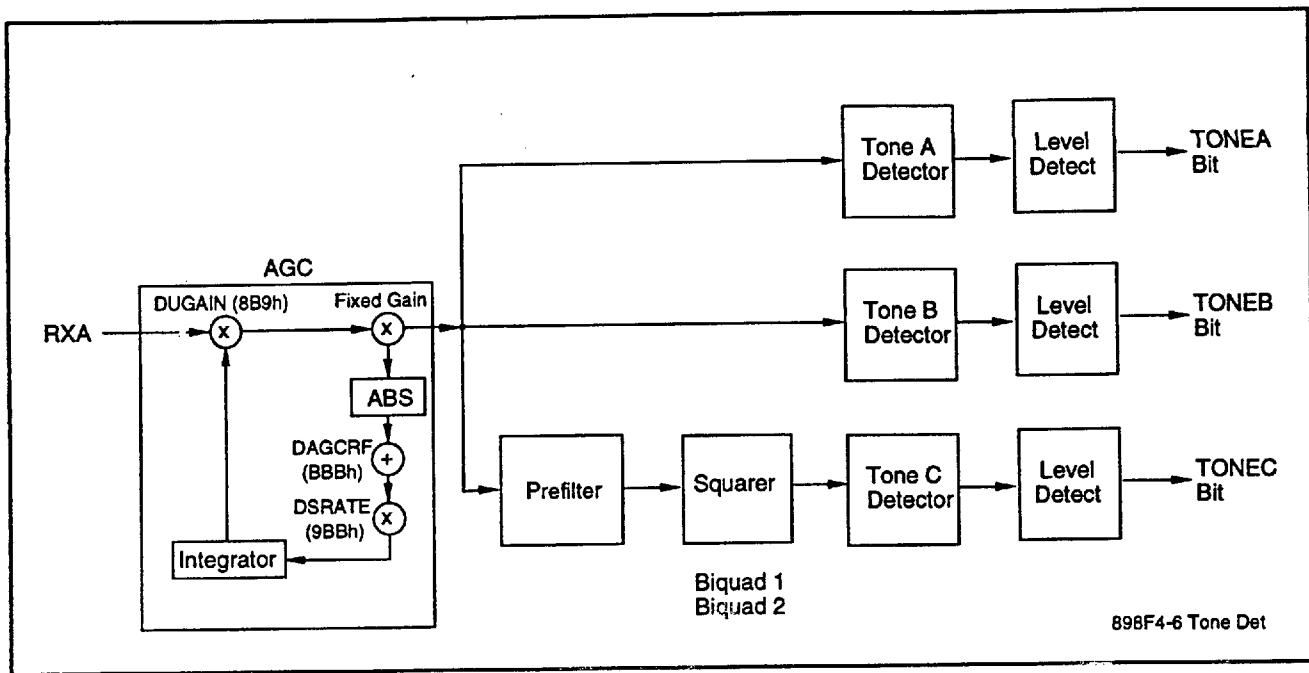 Tone A
Detector
Level
Detect
TONEA
Bit
AGC
DUGAIN (8B9h)
Fixed Gain
RXA
X
X
Tone B
Detector
Level
Detect
TONEB
Bit
ABS
DAGCRF
(BBBh)
+
DSRATE
(9BBh)
X
Integrator
Prefilter
Squarer
Tone C
Detector
Level
Detect
TONEC
Bit
Biquad 1
Biquad 2
898F4-6 Tone Det